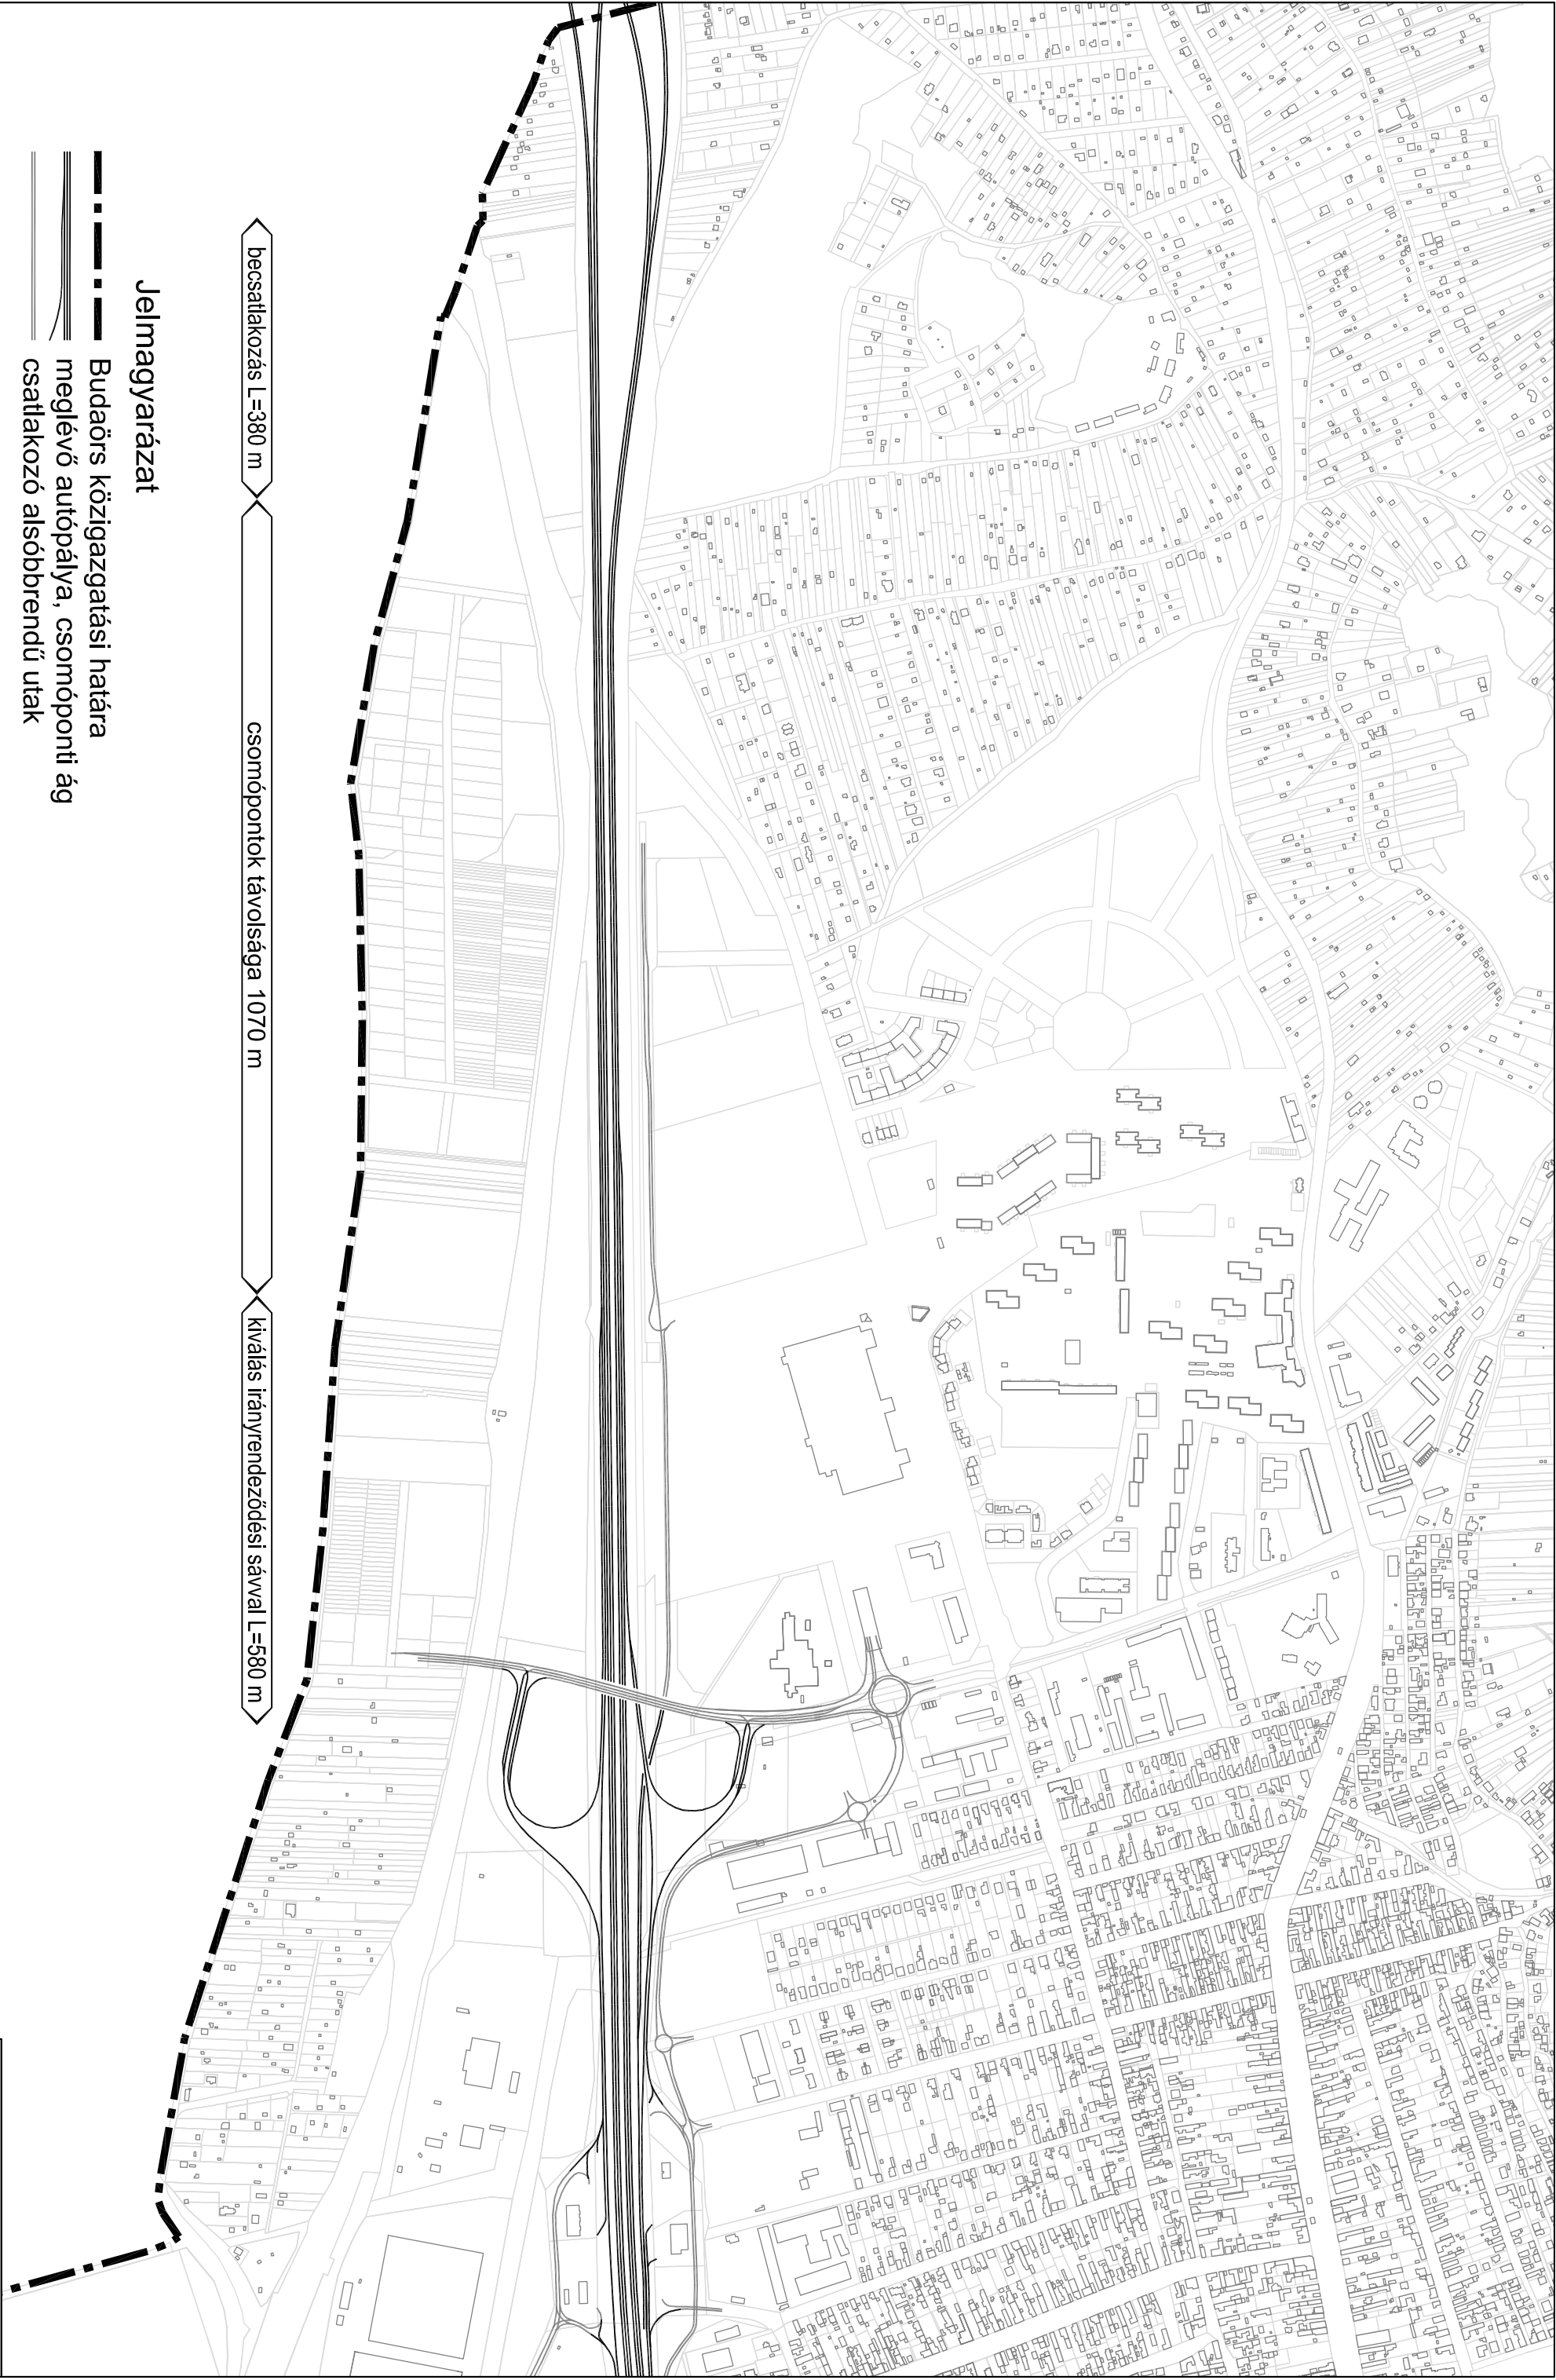 becsatlakozás L=380 m
csomópontok távolsága 1070 m
kiválás irányrendeződési sávval L=580 m
Jelmagyarázat
Budaörs közigazgatási határa
meglévő autópálya, csomóponti ág
csatlakozó alsóbbrendű utak